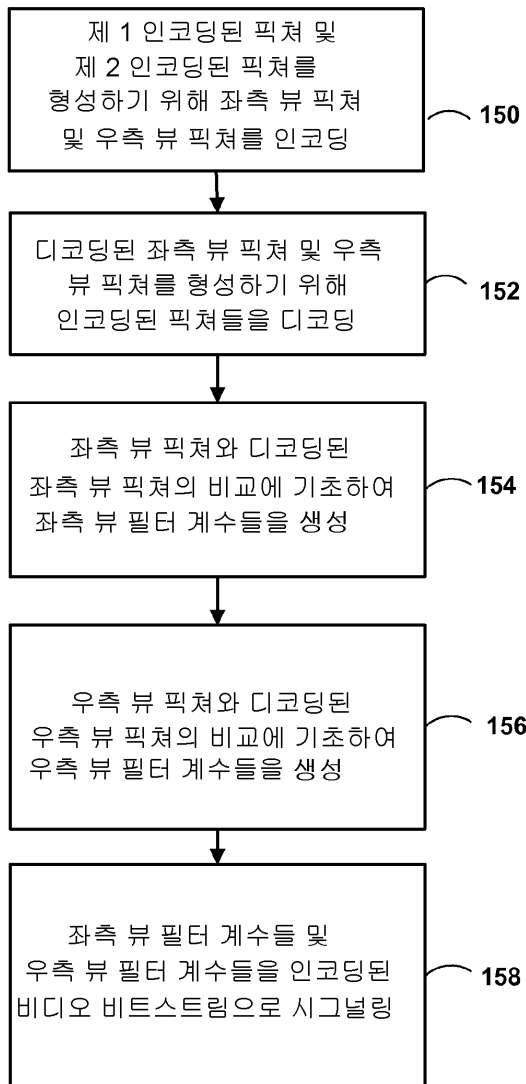 제 1 인코딩된 픽쳐 및
제 2 인코딩된 픽쳐를
형성하기 위해 좌측 뷰 픽쳐
및 우측 뷰 픽쳐를 인코딩
150
디코딩된 좌측 뷰 픽쳐 및 우측
뷰 픽쳐를 형성하기 위해
인코딩된 픽쳐들을 디코딩
152
좌측 뷰 픽쳐와 디코딩된
좌측 뷰 픽쳐의 비교에 기초하여
좌측 뷰 필터 계수들을 생성
154
우측 뷰 픽쳐와 디코딩된
우측 뷰 픽쳐의 비교에 기초하여
우측 뷰 필터 계수들을 생성
156
좌측 뷰 필터 계수들 및
우측 뷰 필터 계수들을 인코딩된
비디오 비트스트림으로 시그널링
158